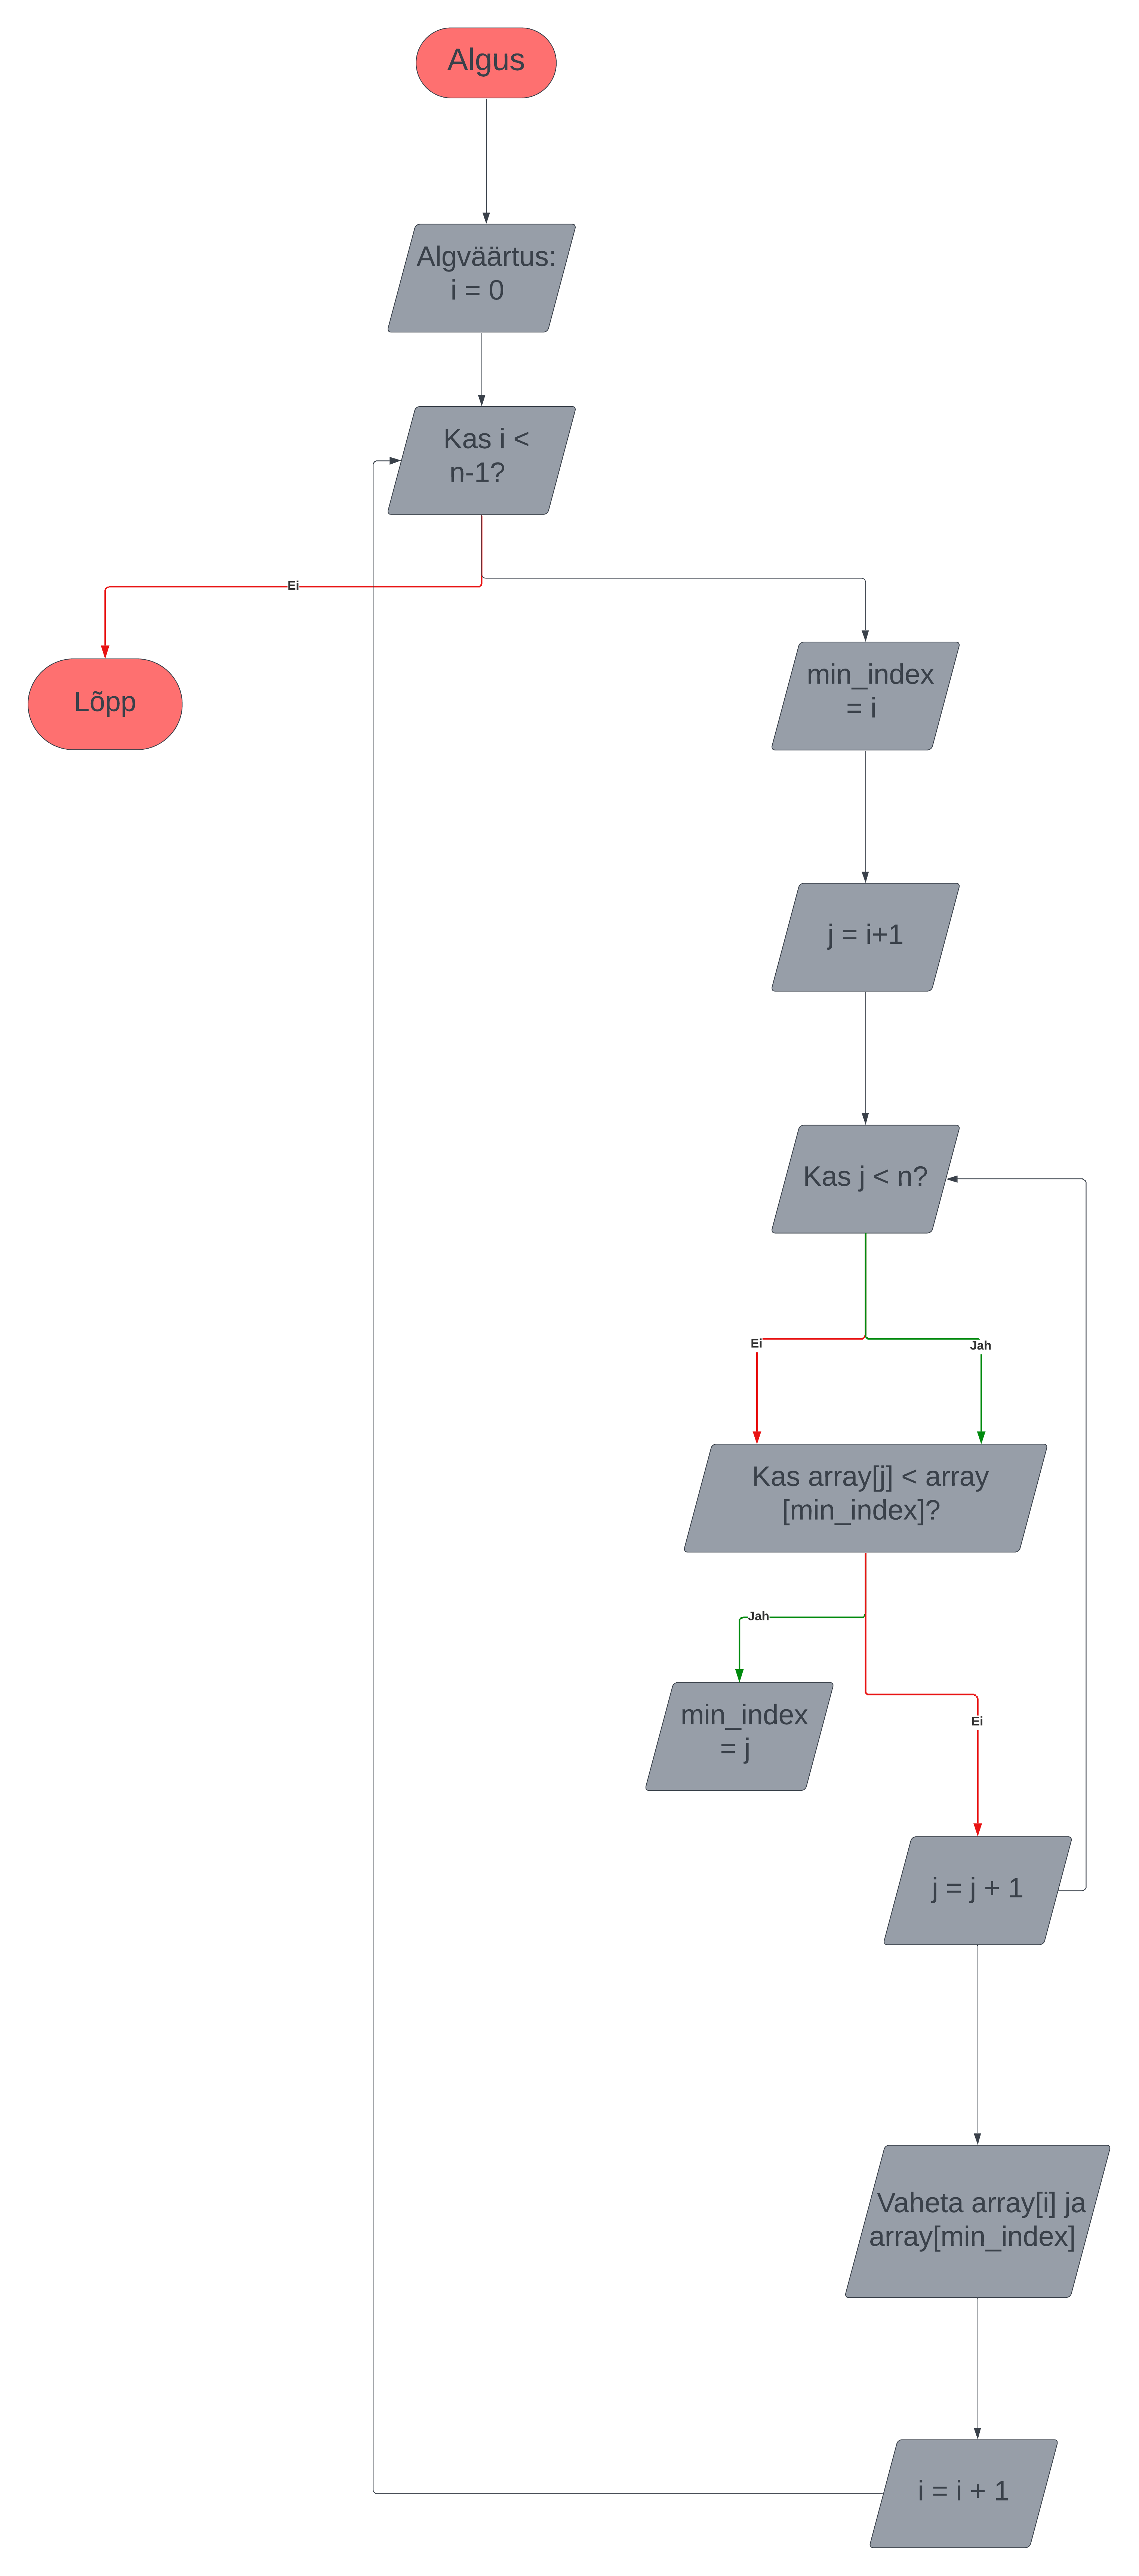 Algus
Algväärtus:
i = 0
Kas i <
n-1?
Ei
Lõpp
min_index
= i
j = i+1
Kas j < n?
Ei
Jah
Kas array[j] < array
[min_index]?
Jah
min_index
= j
Ei
j = j + 1
Vaheta array[i] ja
array[min_index]
i = i + 1